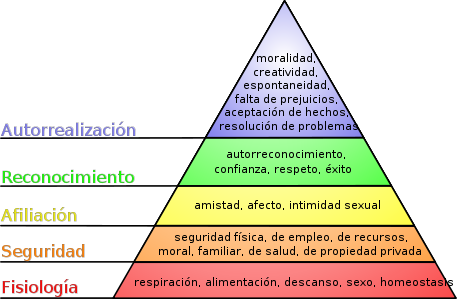 moralidad,
creatividad,
espontaneidad,
falta de prejuicios,
aceptación de hechos,
resolución de problemas
Autorrealización
autorreconocimiento,
confianza, respeto, éxito
Reconocimiento
amistad, afecto, intimidad sexual
Afiliación
seguridad física, de empleo, de recursos,
moral, familiar, de salud, de propiedad privada
Seguridad
respiración, alimentación, descanso, sexo, homeostasis
Fisiología